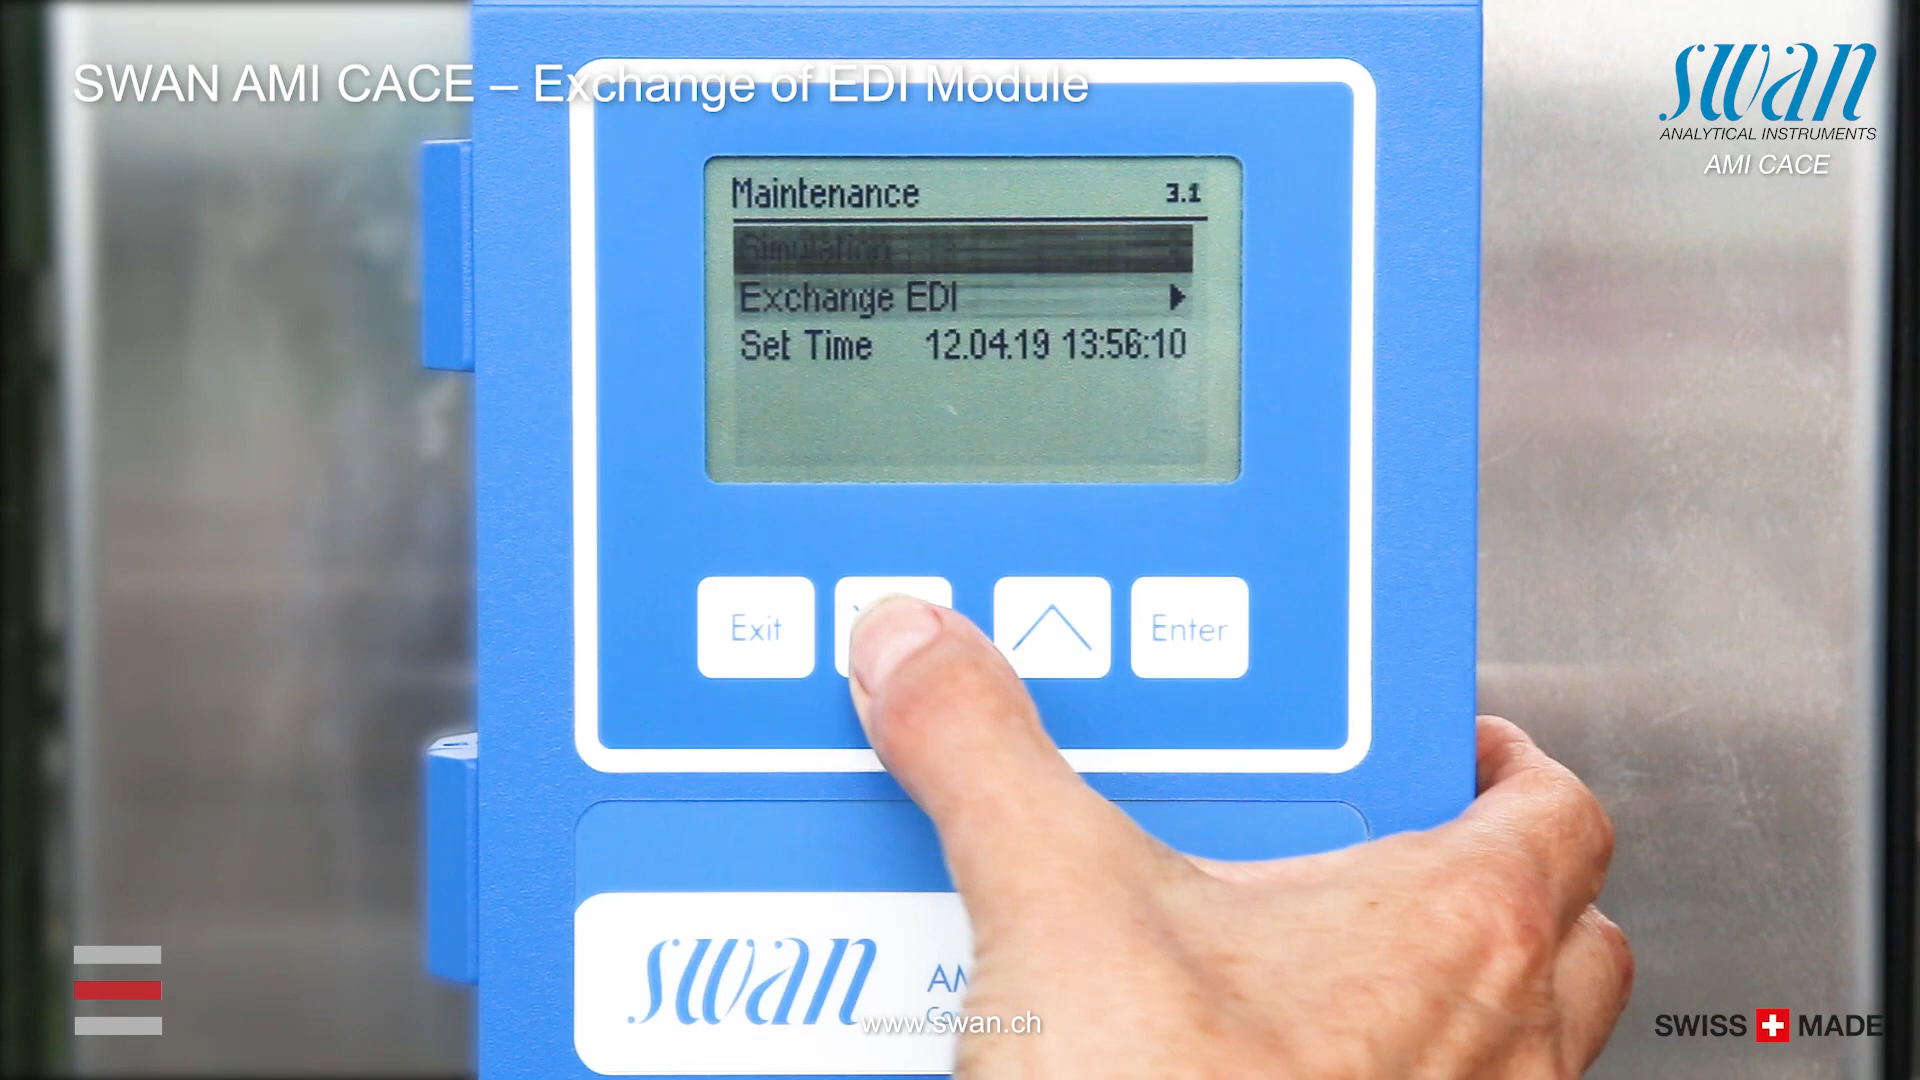 SWAN AMI CACE – Exchange of EDI Module
swan
ANALYTICAL INSTRUMENTS
AMI CACE
Maintenance 3.1
Simulation
Exchange EDI
Set Time 12.04.19 13:56:10
Exit
Enter
swan
www.swan.ch
SWISS MADE